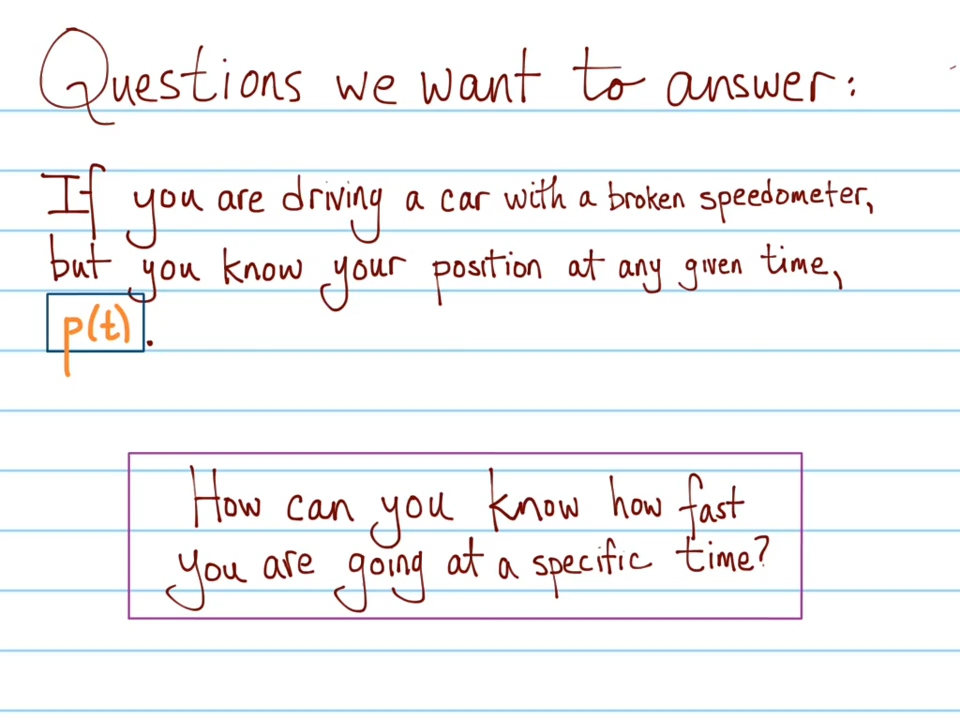 Questions we want to answer:
If you are driving a car with a broken speedometer,
but you know your position at any given time,
p(t).
How can you know how fast
you are going at a specific time?